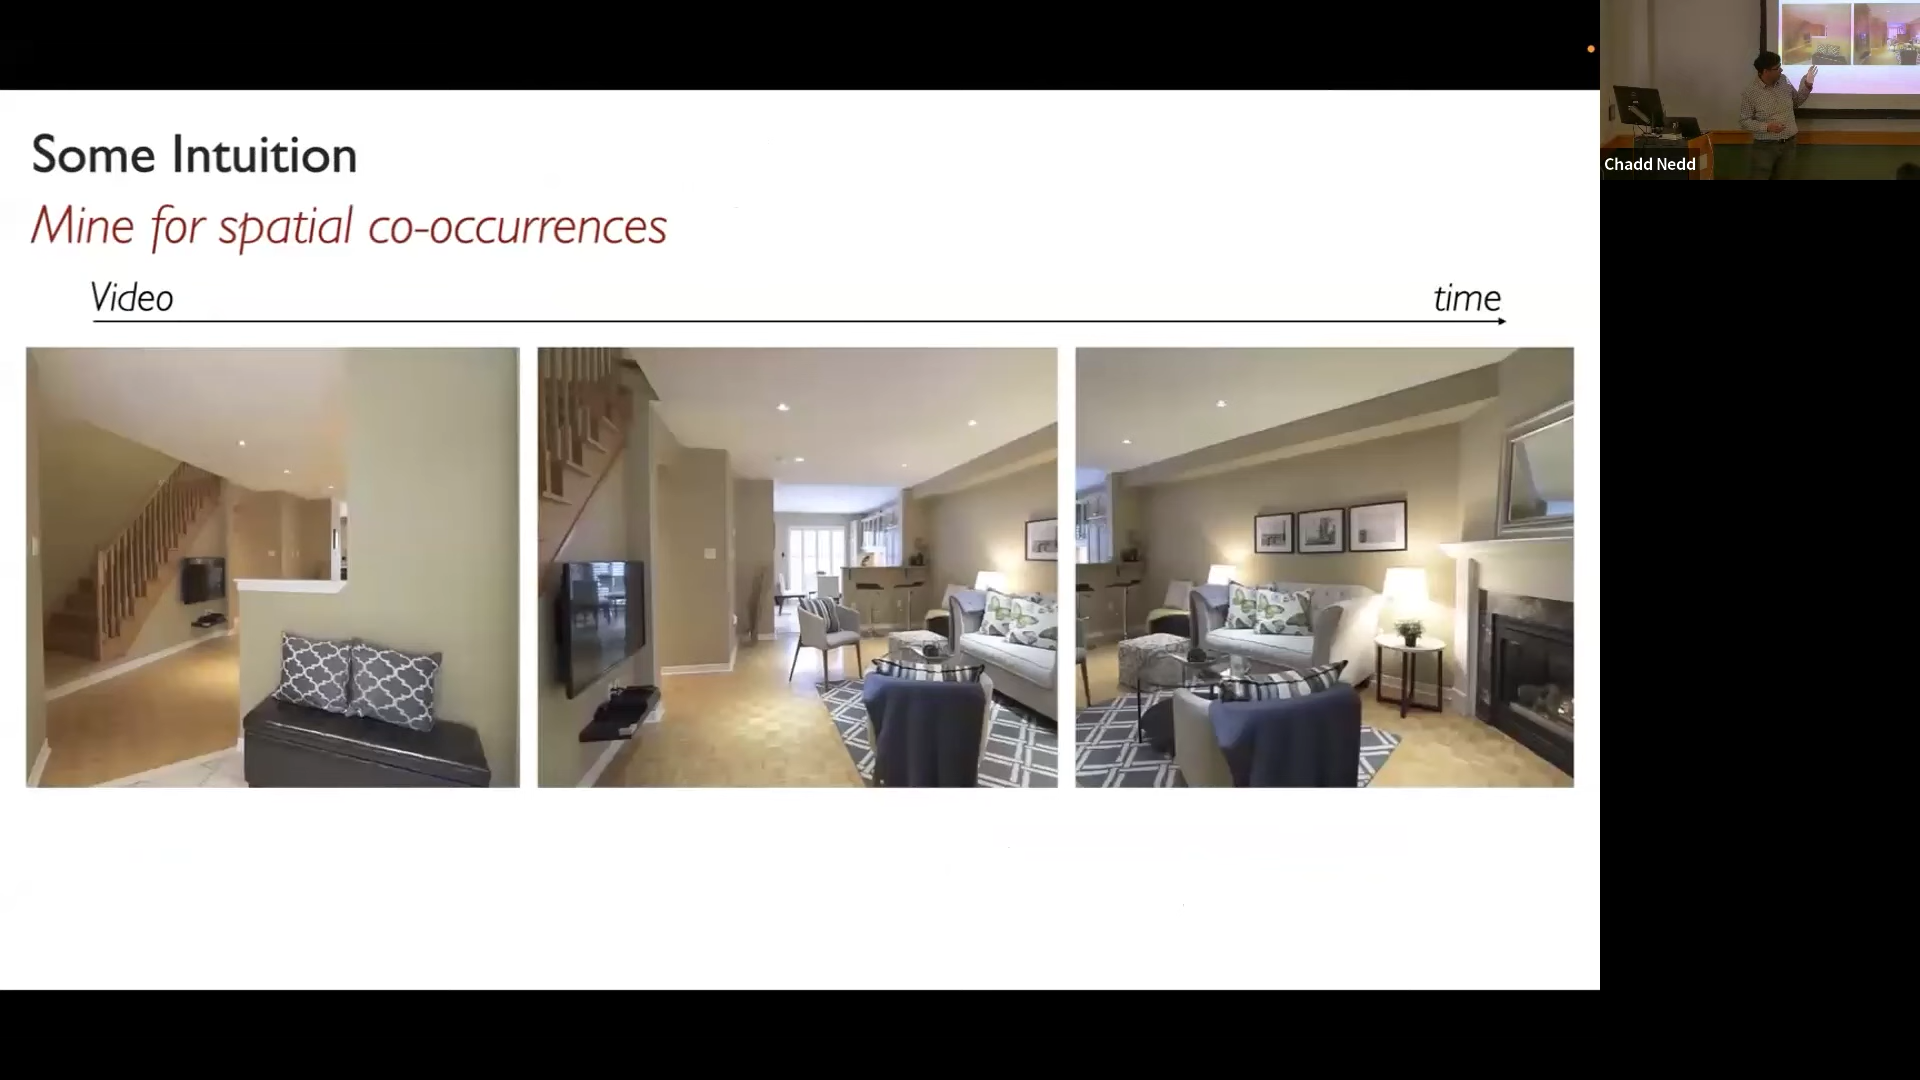 Some Intuition
Mine for spatial co-occurrences
Video
time
Chadd Nedd